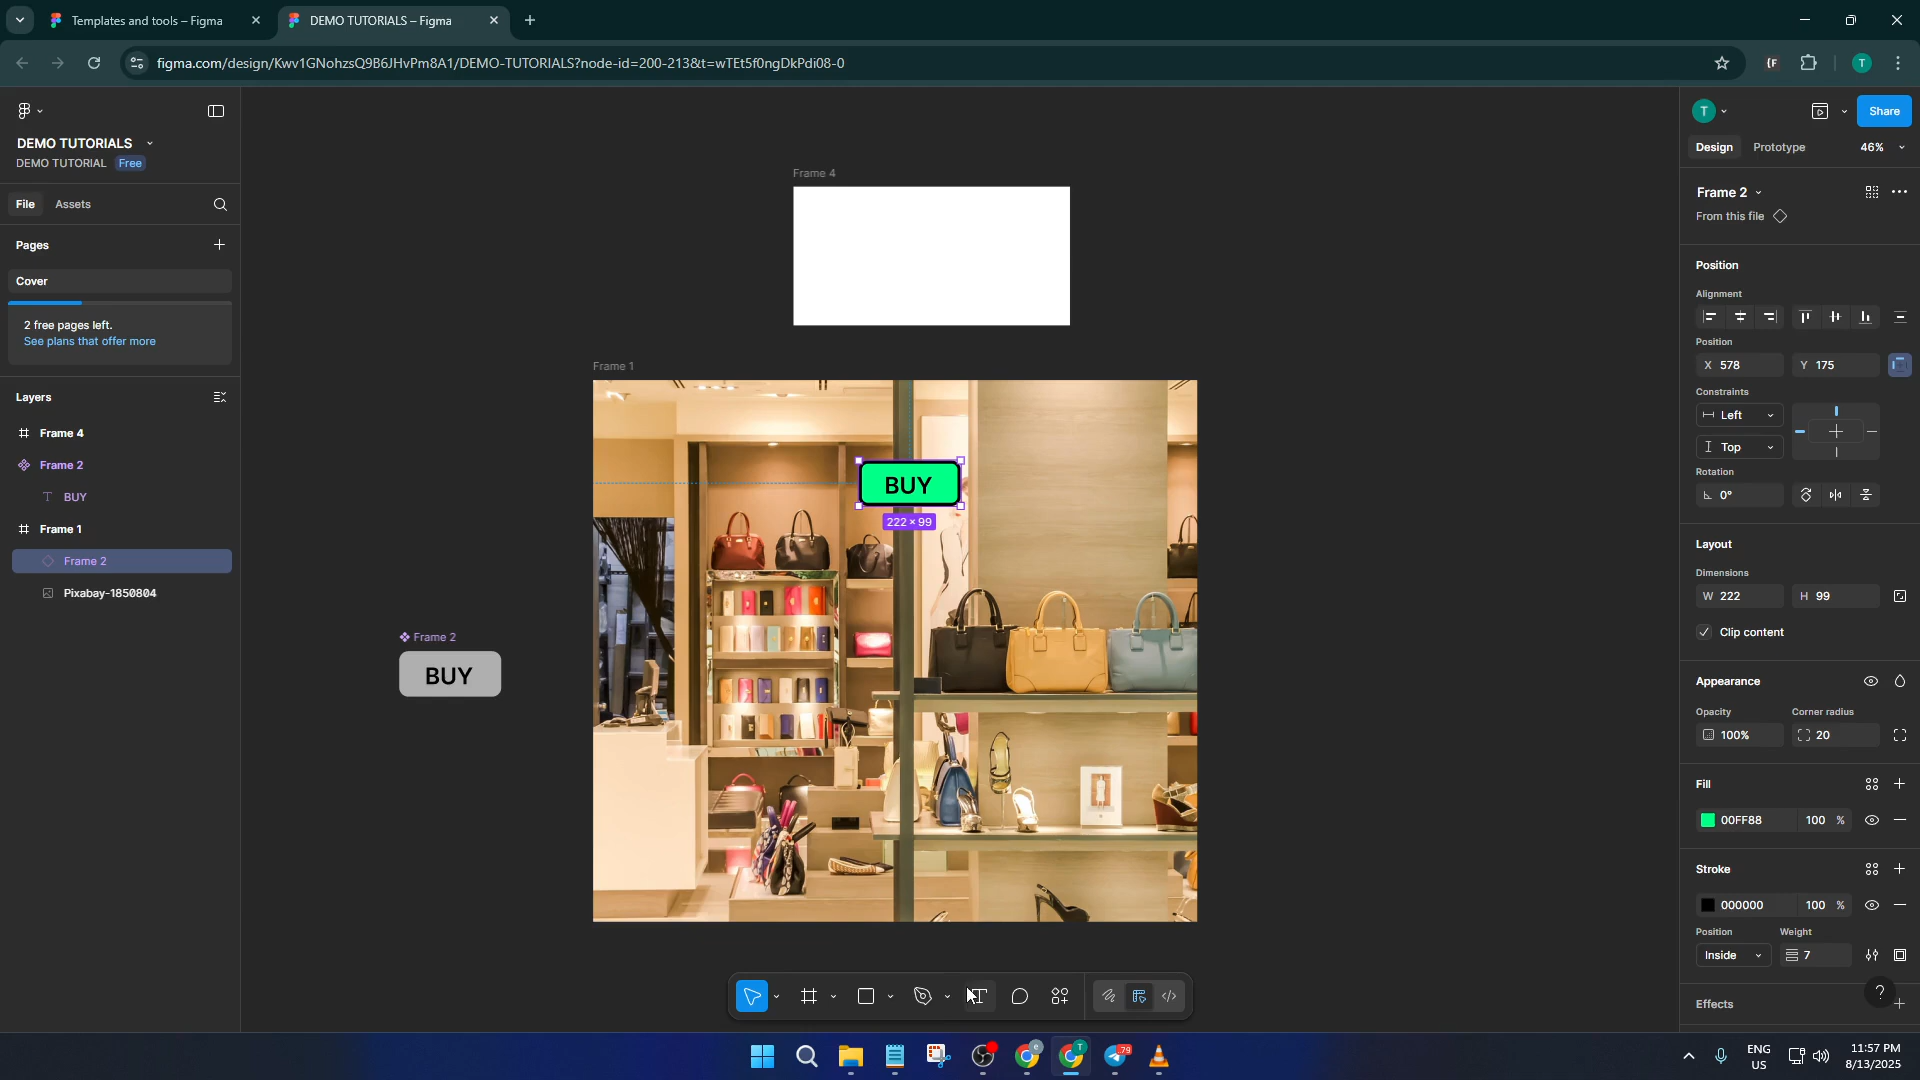 Templates and tools – Figma
DEMO TUTORIALS – Figma
figma.com/design/Kwv1GNohzsQ9B6JHvPm8A1/DEMO-TUTORIALS?node-id=200-213&t=wTEt5f0ngDkPdi08-0
T
DEMO TUTORIALS
DEMO TUTORIAL Free
File Assets
Pages
Cover
2 free pages left.
See plans that offer more
Layers
Frame 4
Frame 2
BUY
Frame 1
Frame 2
Pixabay-1850804
Frame 4
Frame 1
BUY
222 × 99
Frame 2
BUY
T
Share
Design Prototype 46%
Frame 2
From this file
Position
Alignment
Position
X 578 Y 175
Constraints
Left
Top
Rotation
0°
Layout
Dimensions
W 222 H 99
Clip content
Appearance
Opacity Corner radius
100% 20
Fill
00FF88 100 %
Stroke
000000 100 %
Position Weight
Inside 7
Effects
?
79
ENG
US
11:57 PM
8/13/2025